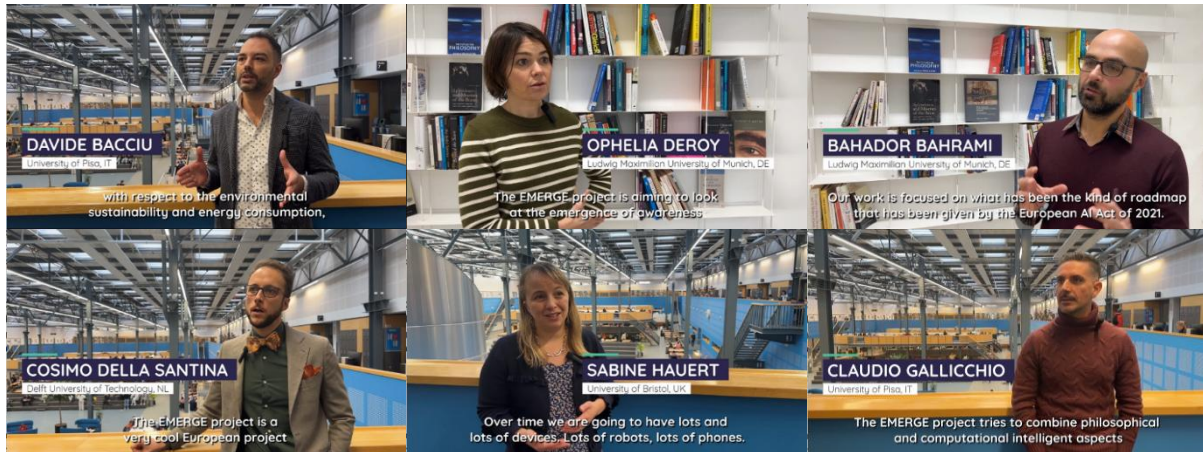 DAVIDE BACCIU
University of Pisa, IT
with respect to the environmental
sustainability and energy consumption,
OPHELIA DEROY
Ludwig Maximilian University of Munich, DE
The EMERGE project is aiming to look
at the emergence of awareness
BAHADOR BAHRAMI
Ludwig Maximilian University of Munich, DE
Our work is focused on what has been the kind of roadmap
that has been given by the European AI Act of 2021.
COSIMO DELLA SANTINA
Delft University of Technology, NL
The EMERGE project is a
very cool European project
SABINE HAUERT
University of Bristol, UK
Over time we are going to have lots and
lots of devices. Lots of robots, lots of phones.
CLAUDIO GALLICCHIO
University of Pisa, IT
The EMERGE project tries to combine philosophical
and computational intelligent aspects